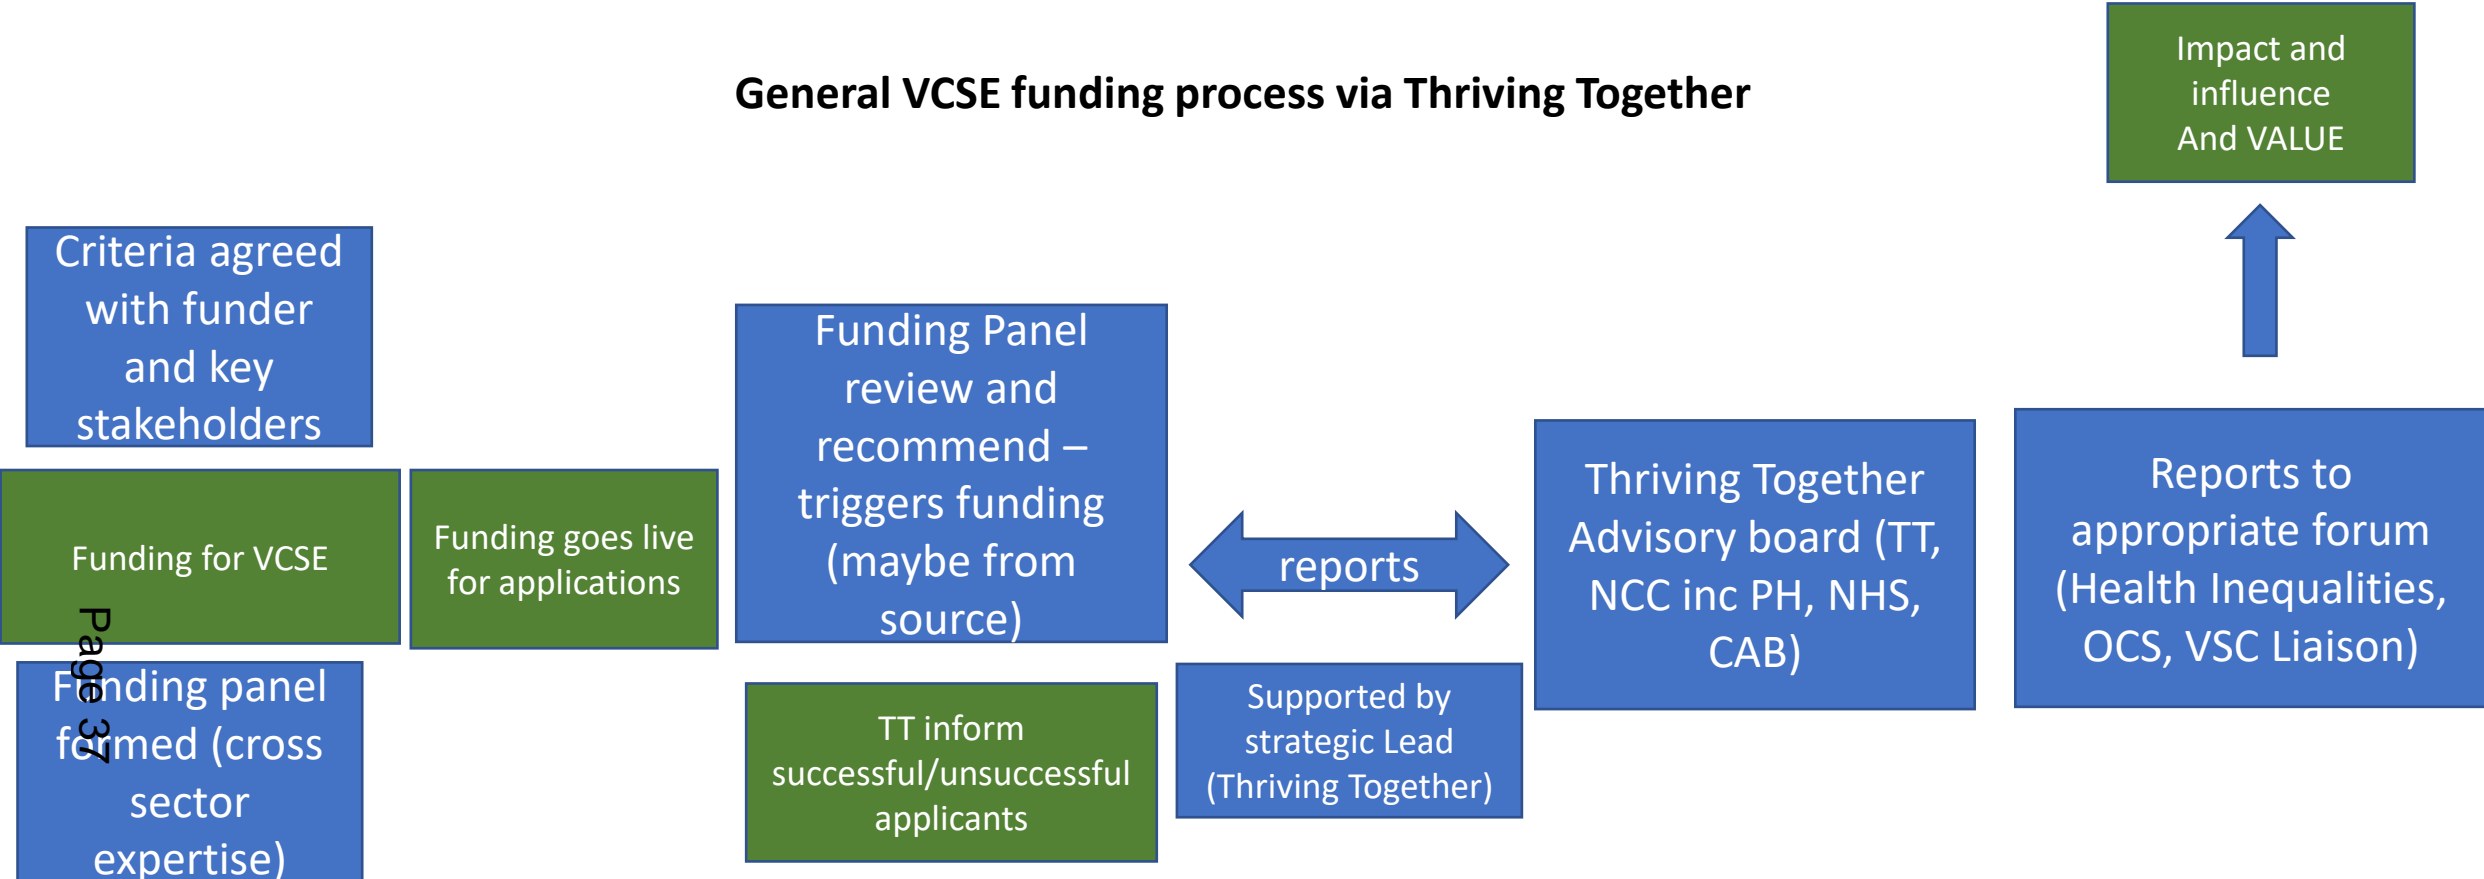 General VCSE funding process via Thriving Together
Impact and
influence
And VALUE
Criteria agreed
with funder
and key
stakeholders
Funding for VCSE
Funding panel
formed (cross
sector
expertise)
Page 37
Funding goes live
for applications
Funding Panel
review and
recommend –
triggers funding
(maybe from
source)
TT inform
successful/unsuccessful
applicants
reports
Supported by
strategic Lead
(Thriving Together)
Thriving Together
Advisory board (TT,
NCC inc PH, NHS,
CAB)
Reports to
appropriate forum
(Health Inequalities,
OCS, VSC Liaison)